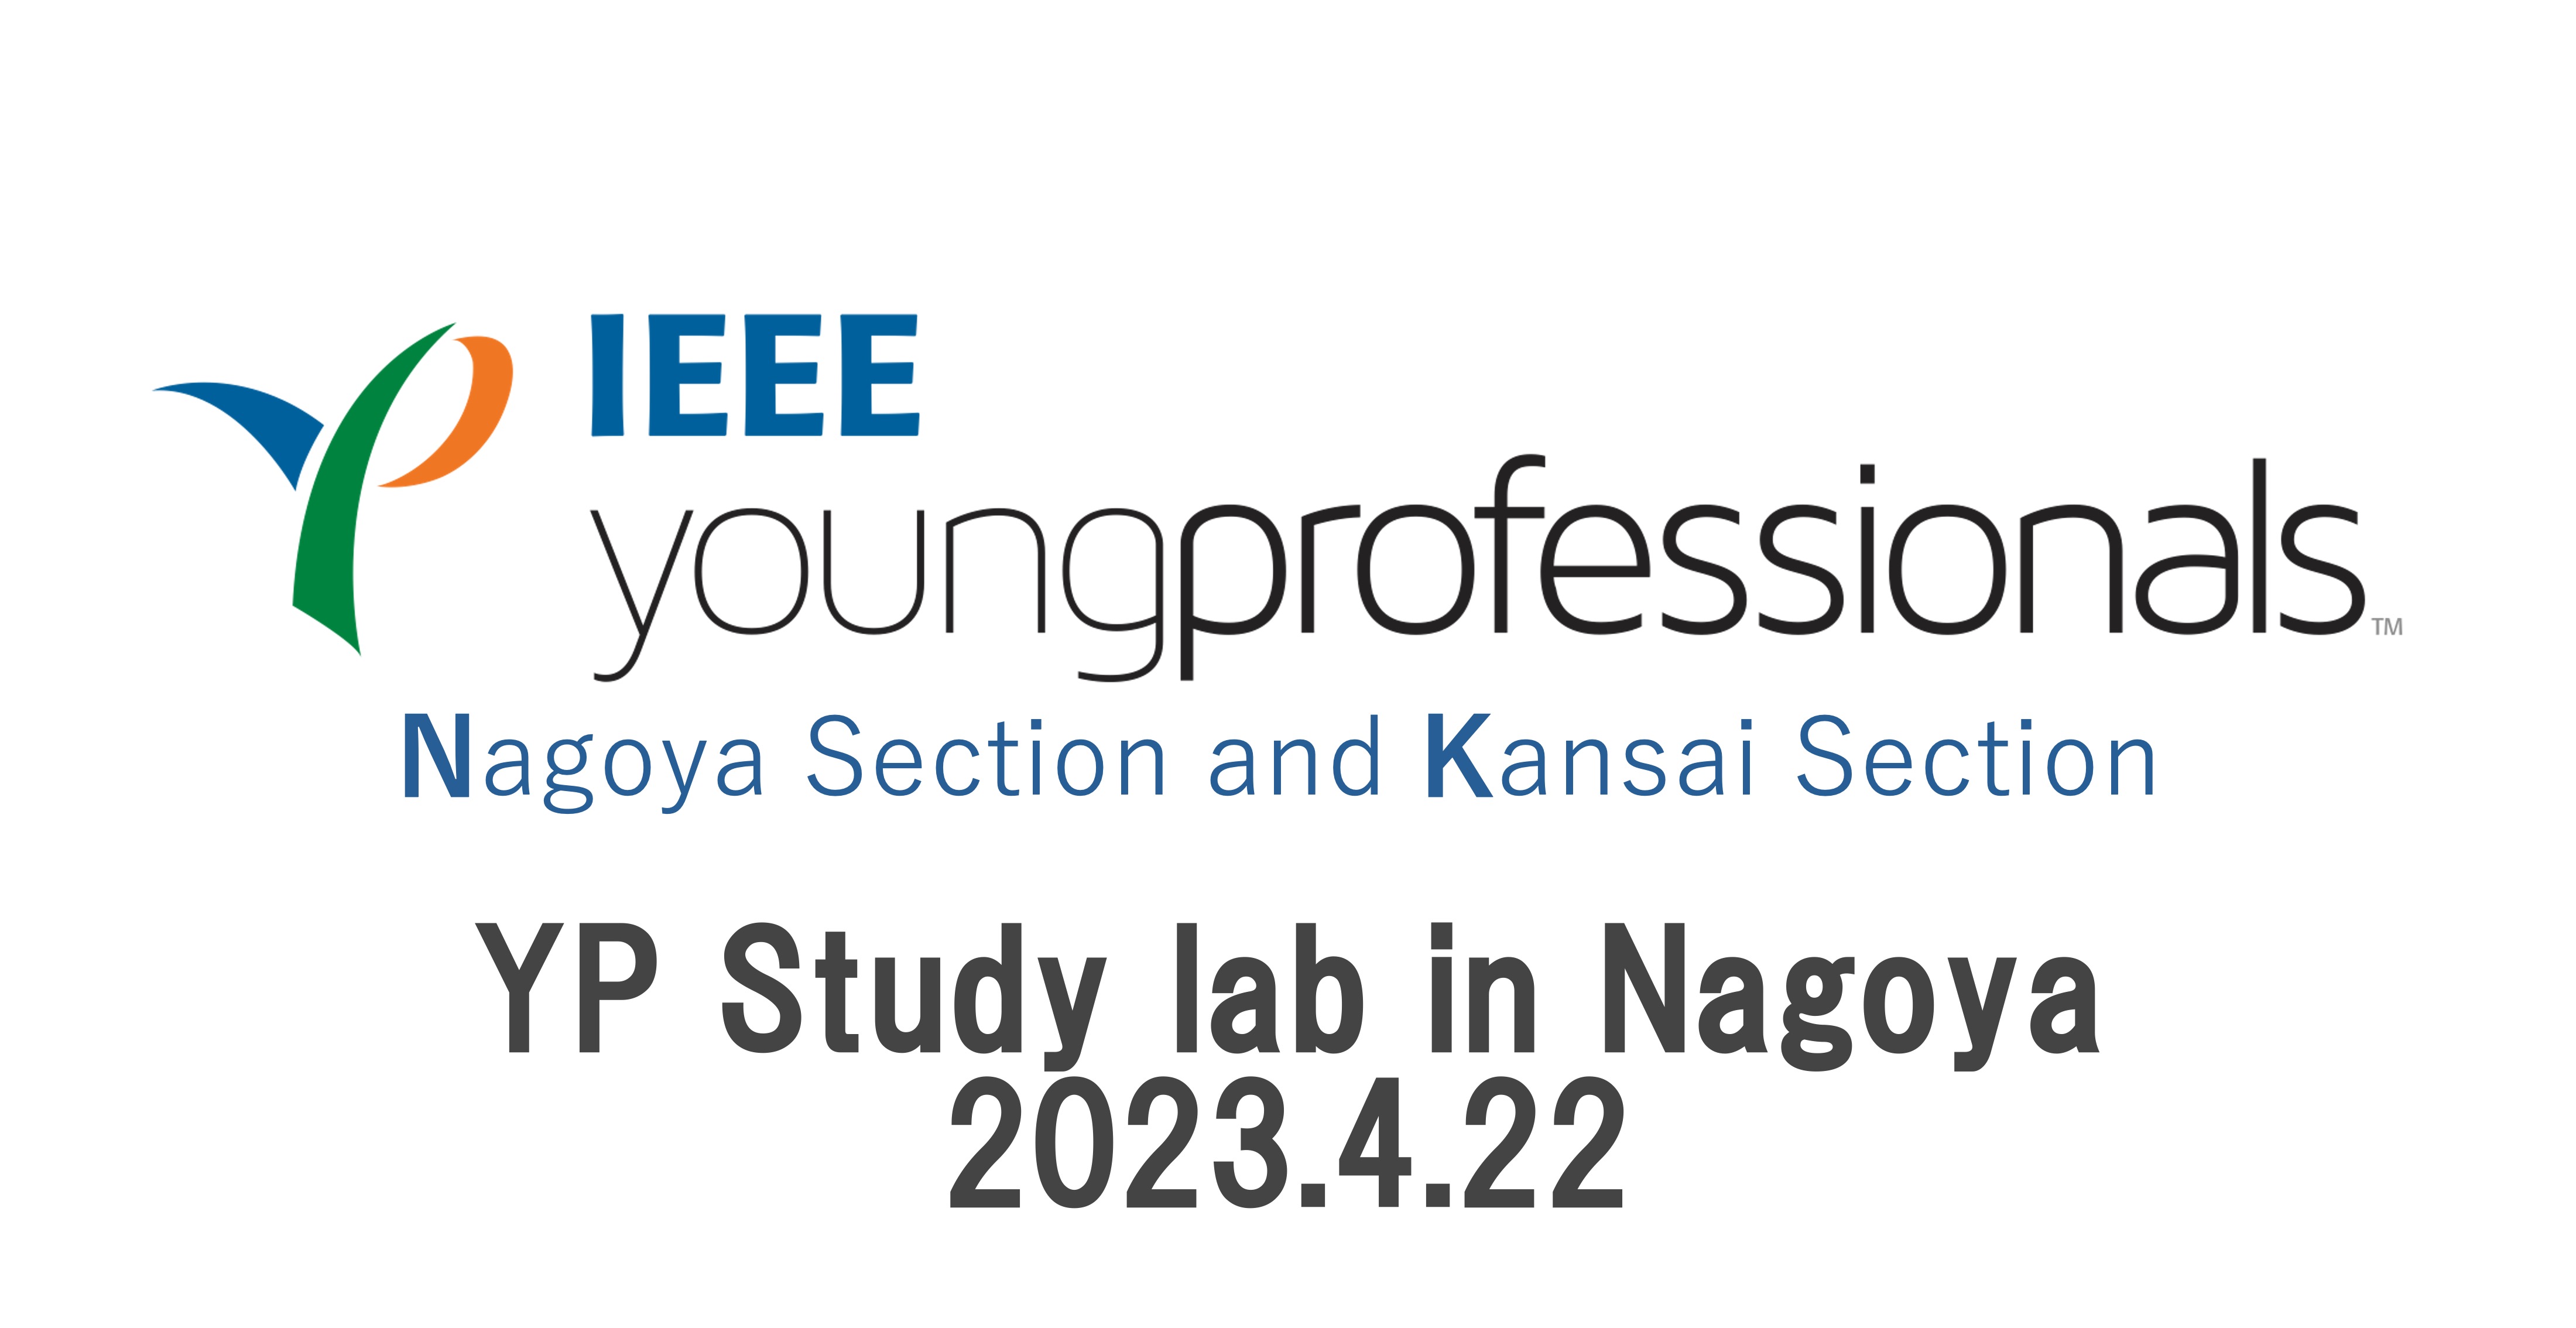 IEEE
youngprofessionals™
Nagoya Section and Kansai Section
YP Study lab in Nagoya
2023.4.22